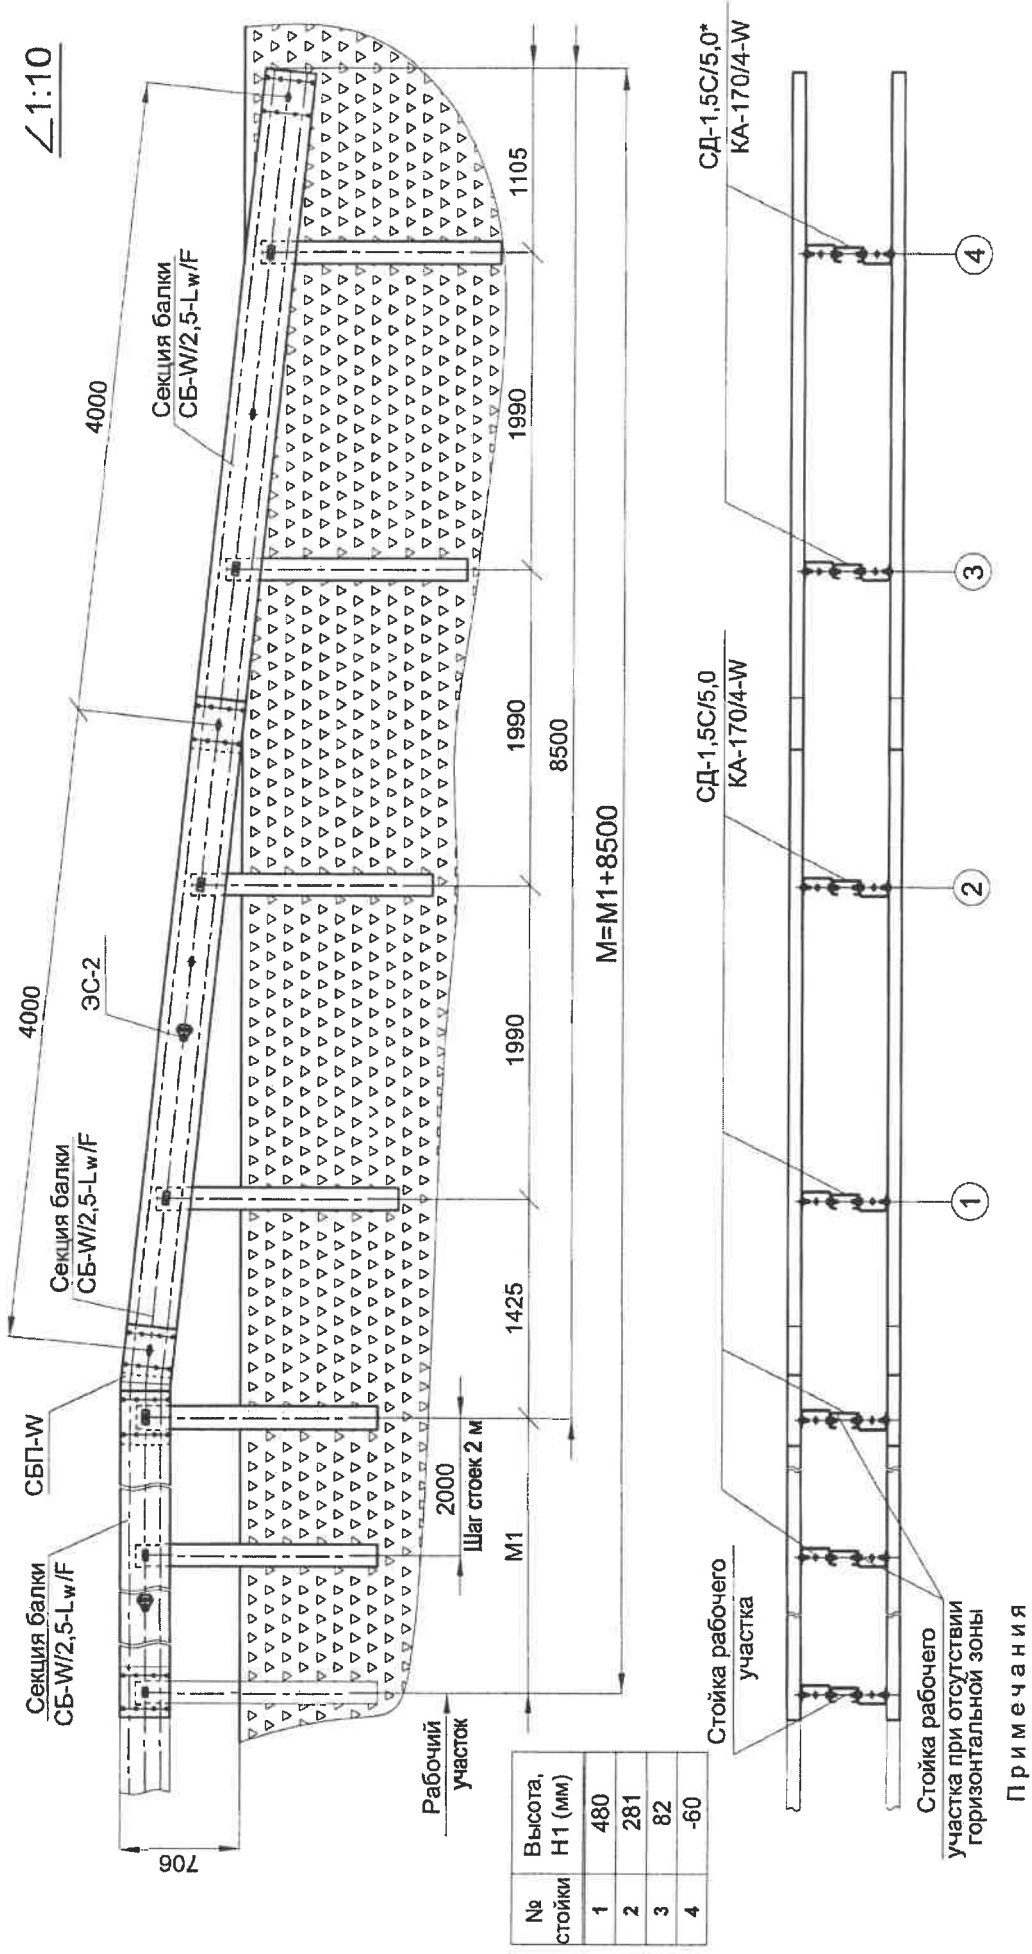 ∠1:10
4000
4000
Секция балки
СБ-W/2,5-Lw/F
СБП-W
Секция балки
СБ-W/2,5-Lw/F
ЭС-2
Секция балки
СБ-W/2,5-Lw/F
706
Рабочий
участок
2000
Шаг стоек 2 м
М1
1425
1990
1990
1990
1105
8500
М=М1+8500
№
стойки
Высота,
Н1 (мм)
1
480
2
281
3
82
4
-60
Стойка рабочего
участка
СД-1,5С/5,0
КА-170/4-W
СД-1,5С/5,0*
КА-170/4-W
Стойка рабочего
участка при отсутствии
горизонтальной зоны
1
2
3
4
Примечания